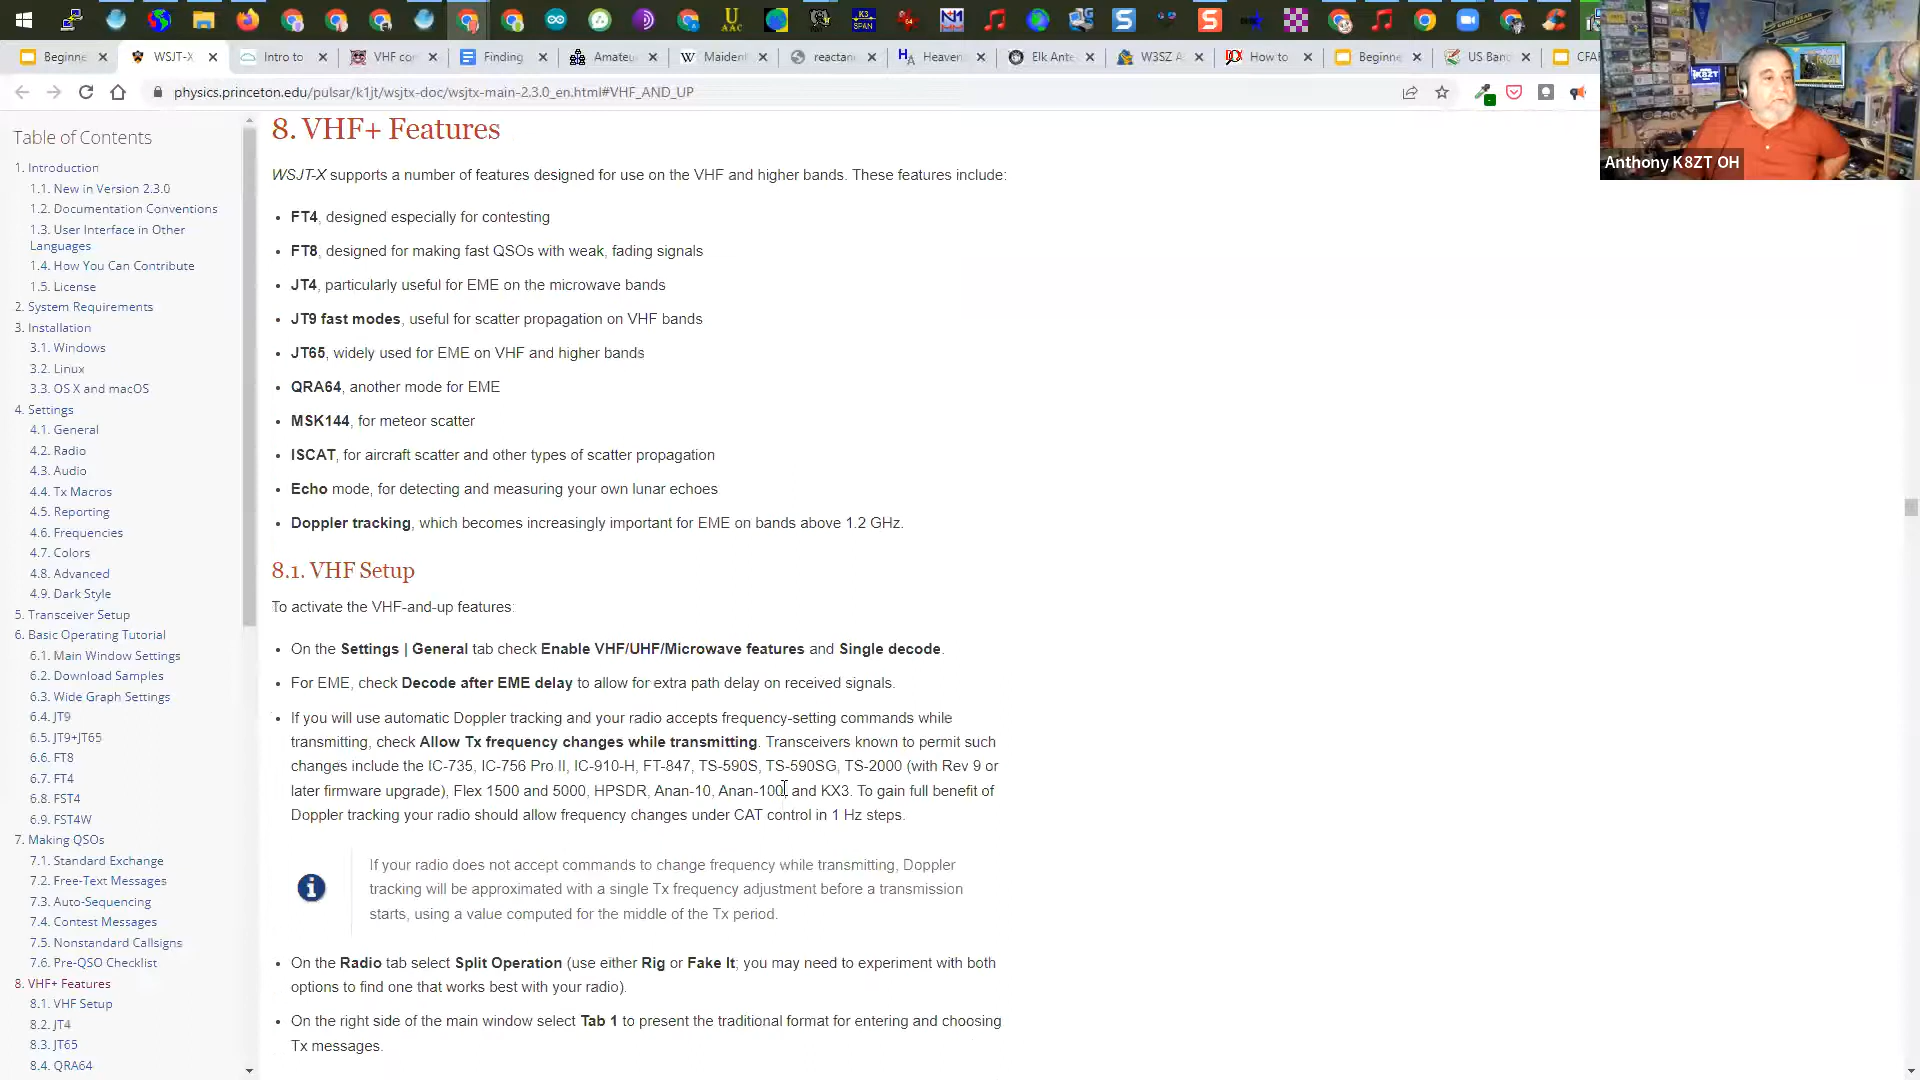 Beginne
WSJT-X
Intro to
VHF co
Finding
Amateu
Maiden
reactan
Heaven
Elk Ante
W3SZ A
How to
Beginne
US Banc
CFA
physics.princeton.edu/pulsar/k1jt/wsjtx-doc/wsjtx-main-2.3.0_en.html#VHF_AND_UP
Anthony K8ZT OH
Table of Contents
1. Introduction
1.1. New in Version 2.3.0
1.2. Documentation Conventions
1.3. User Interface in Other
Languages
1.4. How You Can Contribute
1.5. License
2. System Requirements
3. Installation
3.1. Windows
3.2. Linux
3.3. OS X and macOS
4. Settings
4.1. General
4.2. Radio
4.3. Audio
4.4. Tx Macros
4.5. Reporting
4.6. Frequencies
4.7. Colors
4.8. Advanced
4.9. Dark Style
5. Transceiver Setup
6. Basic Operating Tutorial
6.1. Main Window Settings
6.2. Download Samples
6.3. Wide Graph Settings
6.4. JT9
6.5. JT9+JT65
6.6. FT8
6.7. FT4
6.8. FST4
6.9. FST4W
7. Making QSOs
7.1. Standard Exchange
7.2. Free-Text Messages
7.3. Auto-Sequencing
7.4. Contest Messages
7.5. Nonstandard Callsigns
7.6. Pre-QSO Checklist
8. VHF+ Features
8.1. VHF Setup
8.2. JT4
8.3. JT65
8.4. QRA64
8. VHF+ Features
WSJT-X supports a number of features designed for use on the VHF and higher bands. These features include:
• FT4, designed especially for contesting
• FT8, designed for making fast QSOs with weak, fading signals
• JT4, particularly useful for EME on the microwave bands
• JT9 fast modes, useful for scatter propagation on VHF bands
• JT65, widely used for EME on VHF and higher bands
• QRA64, another mode for EME
• MSK144, for meteor scatter
• ISCAT, for aircraft scatter and other types of scatter propagation
• Echo mode, for detecting and measuring your own lunar echoes
• Doppler tracking, which becomes increasingly important for EME on bands above 1.2 GHz.
8.1. VHF Setup
To activate the VHF-and-up features:
• On the Settings | General tab check Enable VHF/UHF/Microwave features and Single decode.
• For EME, check Decode after EME delay to allow for extra path delay on received signals.
• If you will use automatic Doppler tracking and your radio accepts frequency-setting commands while
transmitting, check Allow Tx frequency changes while transmitting. Transceivers known to permit such
changes include the IC-735, IC-756 Pro II, IC-910-H, FT-847, TS-590S, TS-590SG, TS-2000 (with Rev 9 or
later firmware upgrade), Flex 1500 and 5000, HPSDR, Anan-10, Anan-100, and KX3. To gain full benefit of
Doppler tracking your radio should allow frequency changes under CAT control in 1 Hz steps.
If your radio does not accept commands to change frequency while transmitting, Doppler
tracking will be approximated with a single Tx frequency adjustment before a transmission
starts, using a value computed for the middle of the Tx period.
• On the Radio tab select Split Operation (use either Rig or Fake It; you may need to experiment with both
options to find one that works best with your radio).
• On the right side of the main window select Tab 1 to present the traditional format for entering and choosing
Tx messages.